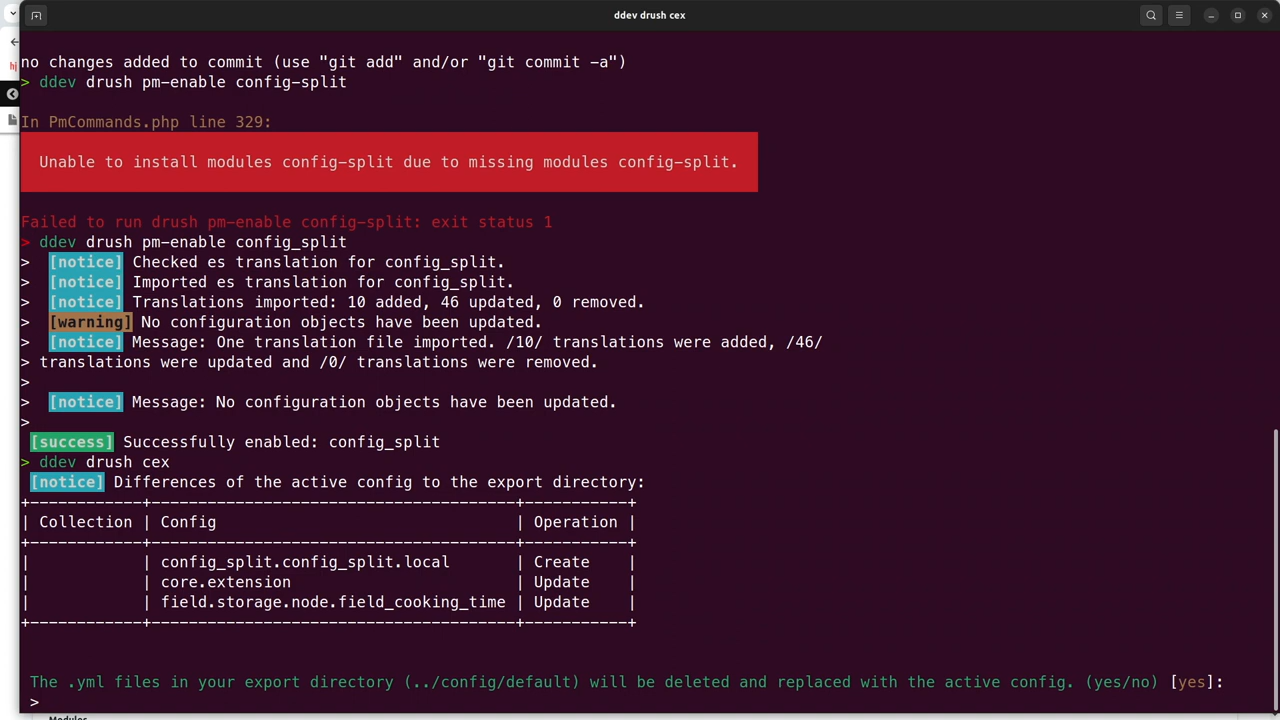 ddev drush cex
no changes added to commit (use "git add" and/or "git commit -a")
> ddev drush pm-enable config-split
In PmCommands.php line 329:
Unable to install modules config-split due to missing modules config-split.
Failed to run drush pm-enable config-split: exit status 1
> ddev drush pm-enable config_split
>  [notice] Checked es translation for config_split.
>  [notice] Imported es translation for config_split.
>  [notice] Translations imported: 10 added, 46 updated, 0 removed.
>  [warning] No configuration objects have been updated.
>  [notice] Message: One translation file imported. /10/ translations were added, /46/
> translations were updated and /0/ translations were removed.
>
>  [notice] Message: No configuration objects have been updated.
>
[success] Successfully enabled: config_split
> ddev drush cex
[notice] Differences of the active config to the export directory:
+------------+---------------------------------------+-----------+
| Collection | Config                                | Operation |
+------------+---------------------------------------+-----------+
|            | config_split.config_split.local       | Create    |
|            | core.extension                        | Update    |
|            | field.storage.node.field_cooking_time | Update    |
+------------+---------------------------------------+-----------+
The .yml files in your export directory (../config/default) will be deleted and replaced with the active config. (yes/no) [yes]:
>
Modules